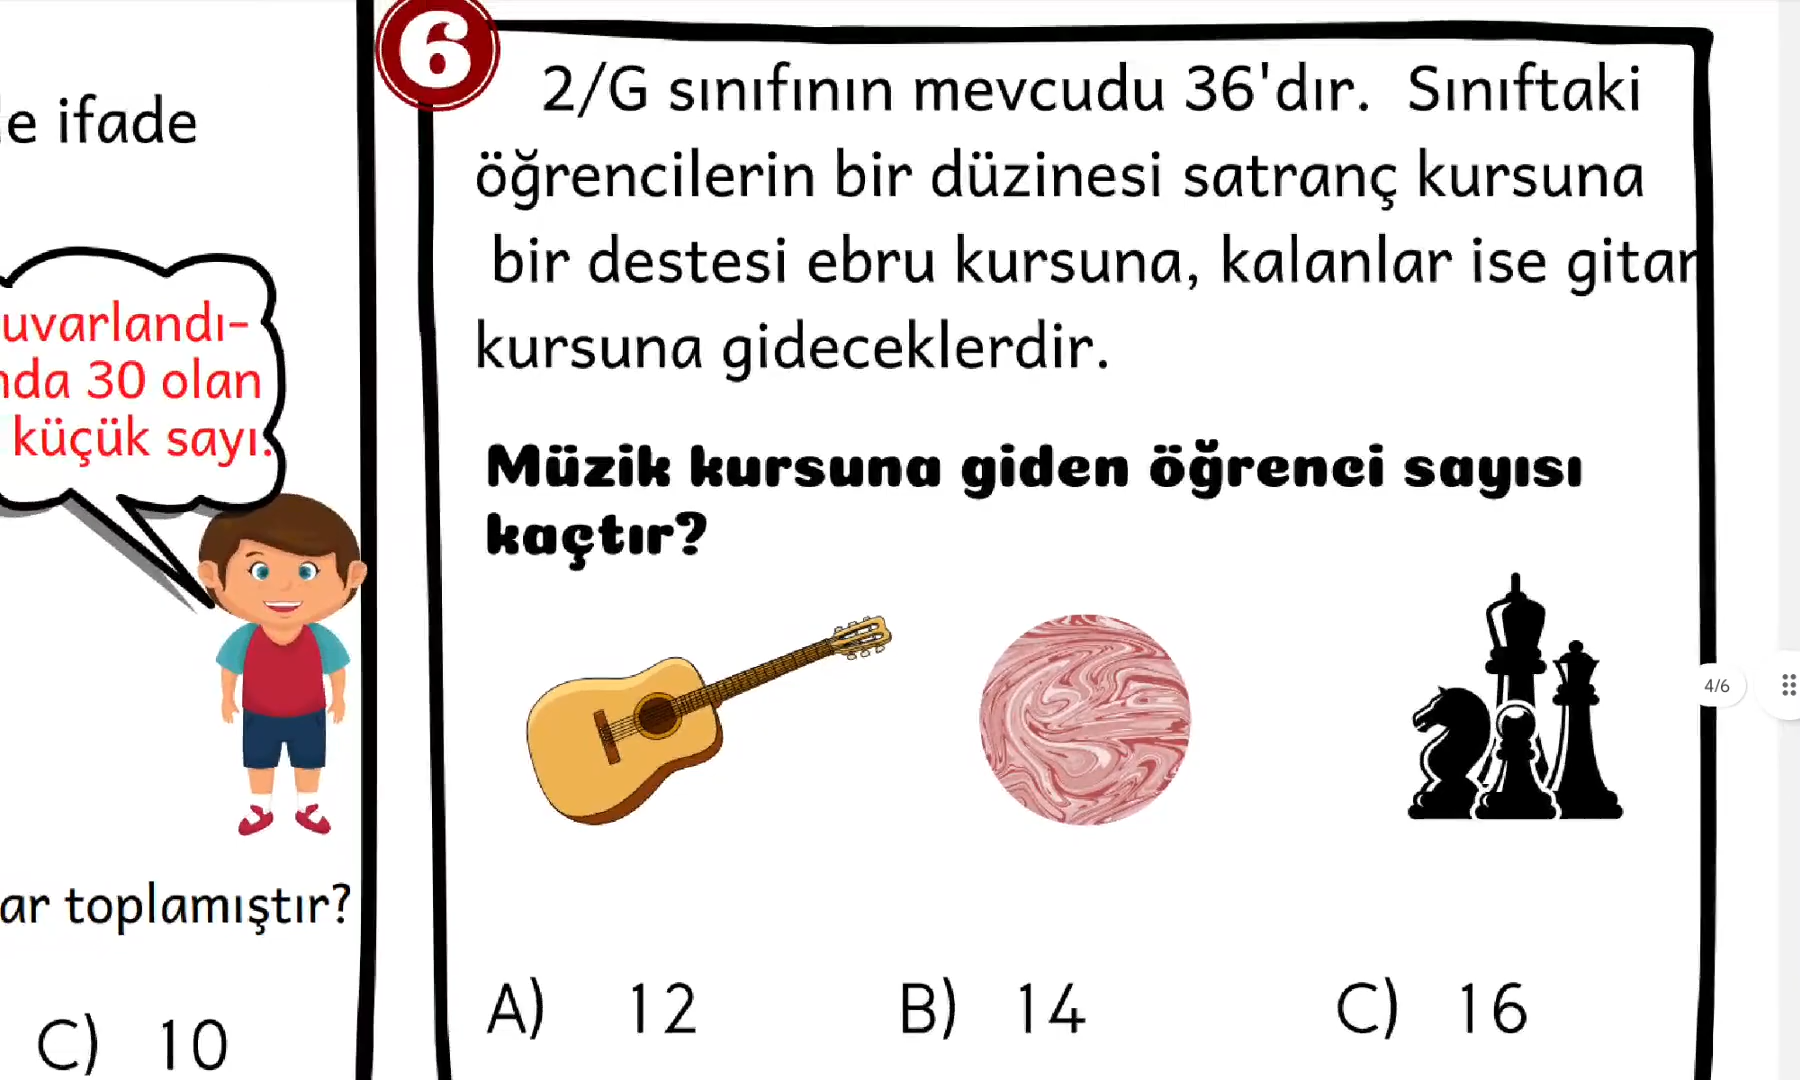 e ifade
uvarlandı-
nda 30 olan
küçük sayı.
ar toplamıştır?
C) 10
6
2/G sınıfının mevcudu 36'dır. Sınıftaki
öğrencilerin bir düzinesi satranç kursuna
bir destesi ebru kursuna, kalanlar ise gitar
kursuna gideceklerdir.
Müzik kursuna giden öğrenci sayısı
kaçtır?
A) 12 B) 14 C) 16
4/6